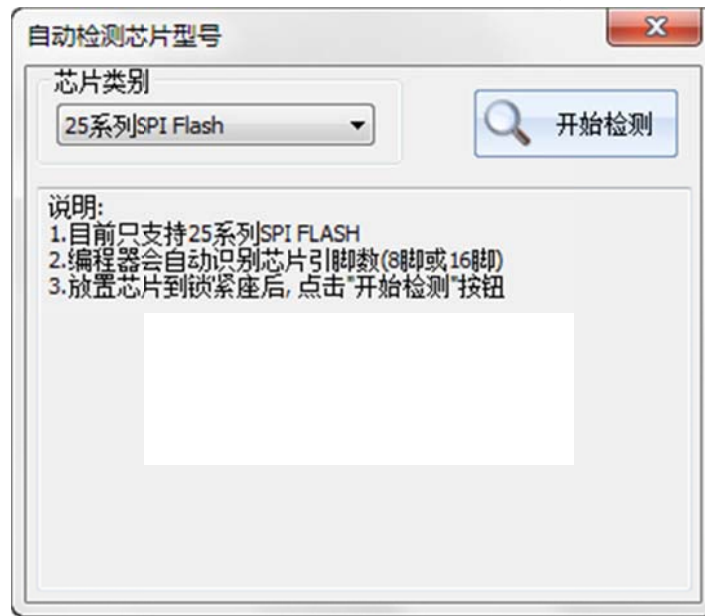 自动检测芯片型号
芯片类别
25系列SPI Flash
开始检测
说明:
1.目前只支持25系列SPI FLASH
2.编程器会自动识别芯片引脚数(8脚或16脚)
3.放置芯片到锁紧座后, 点击"开始检测"按钮